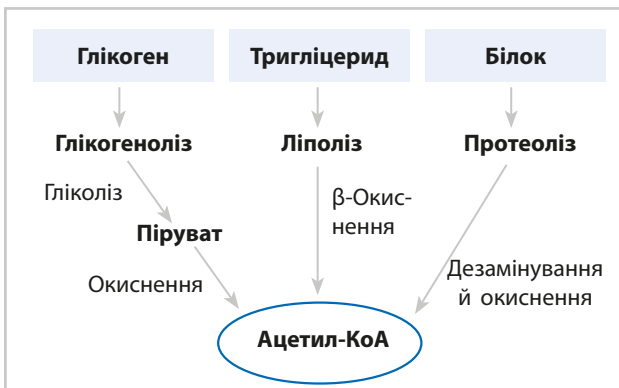 Глікоген Тригліцерид Білок
Глікогеноліз Ліполіз Протеоліз
Гліколіз
β-Окис-
нення
Піруват
Окиснення
Дезамінування
й окиснення
Ацетил-КоА